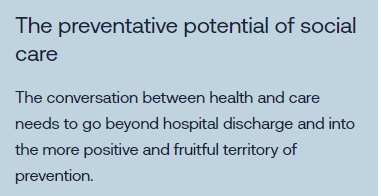 The preventative potential of social
care
The conversation between health and care
needs to go beyond hospital discharge and into
the more positive and fruitful territory of
prevention.